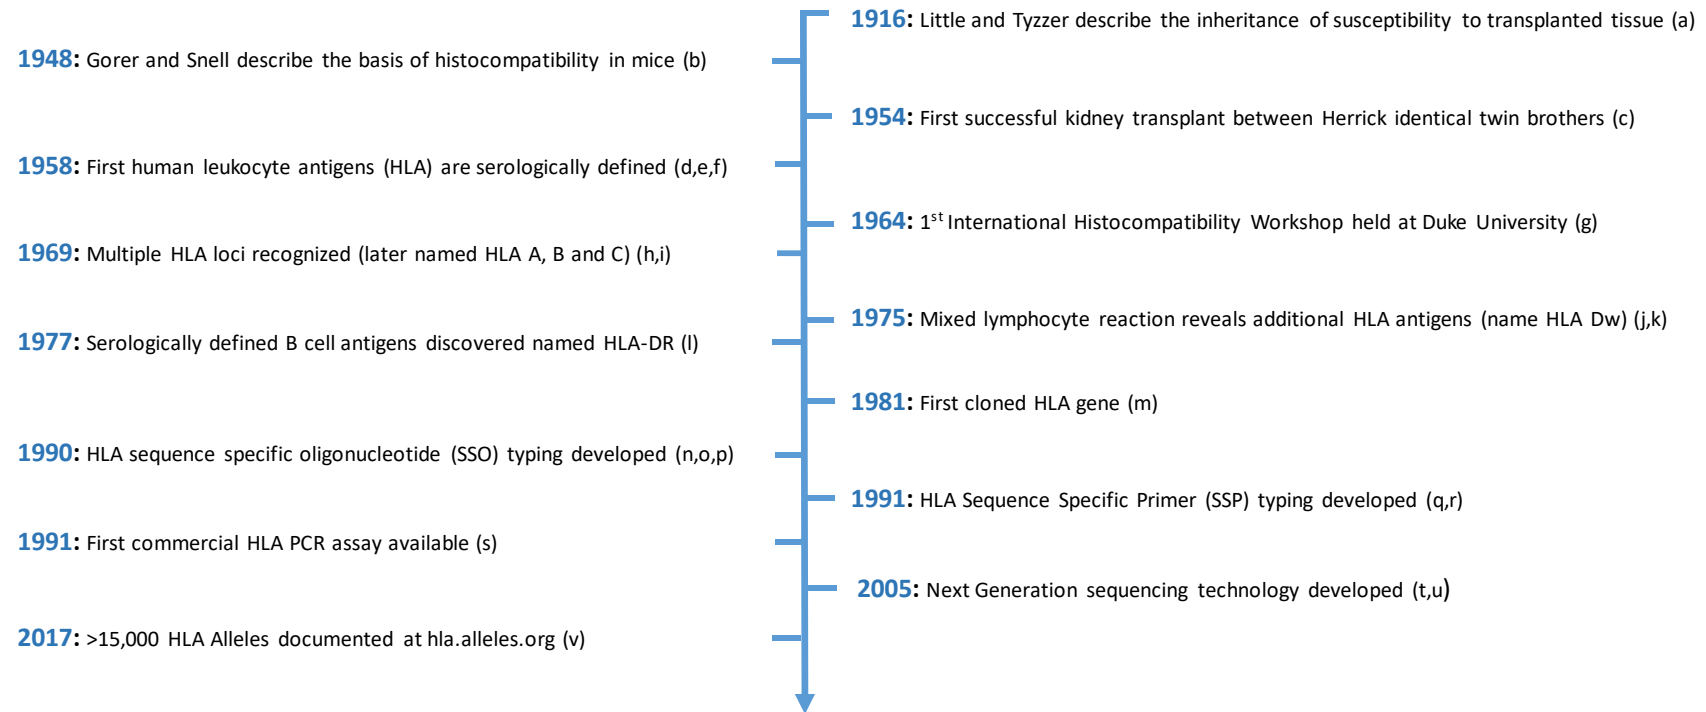 1916: Little and Tyzzer describe the inheritance of susceptibility to transplanted tissue (a)
1948: Gorer and Snell describe the basis of histocompatibility in mice (b)
1954: First successful kidney transplant between Herrick identical twin brothers (c)
1958: First human leukocyte antigens (HLA) are serologically defined (d,e,f)
1964: 1st International Histocompatibility Workshop held at Duke University (g)
1969: Multiple HLA loci recognized (later named HLA A, B and C) (h,i)
1975: Mixed lymphocyte reaction reveals additional HLA antigens (name HLA Dw) (j,k)
1977: Serologically defined B cell antigens discovered named HLA-DR (l)
1981: First cloned HLA gene (m)
1990: HLA sequence specific oligonucleotide (SSO) typing developed (n,o,p)
1991: HLA Sequence Specific Primer (SSP) typing developed (q,r)
1991: First commercial HLA PCR assay available (s)
2005: Next Generation sequencing technology developed (t,u)
2017: >15,000 HLA Alleles documented at hla.alleles.org (v)